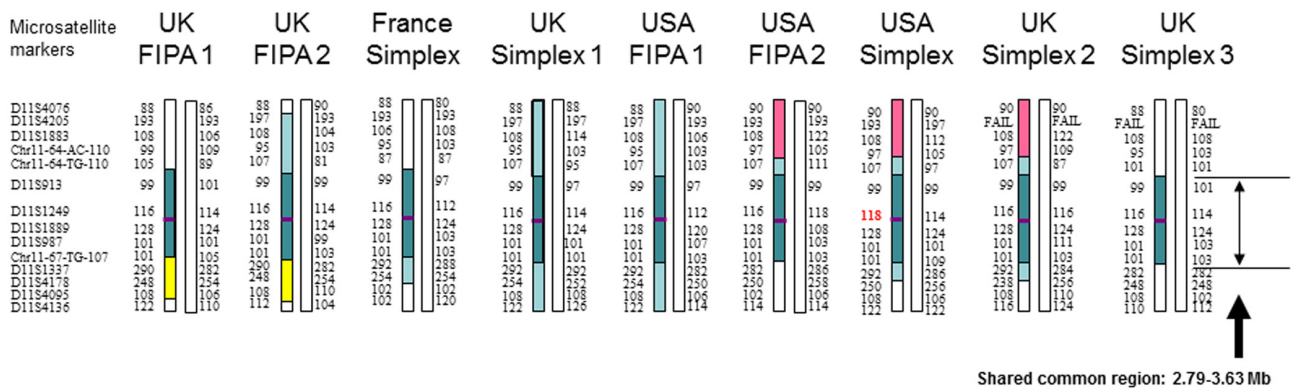 Microsatellite markers
UK FIPA 1
UK FIPA 2
France Simplex
UK Simplex 1
USA FIPA 1
USA FIPA 2
USA Simplex
UK Simplex 2
UK Simplex 3
D11S4076 88 86 88 90 88 80 88 88 88 90 90 90 90 90 90 88 80
D11S4205 193 193 197 193 193 193 197 193 197 193 193 193 197 FAIL FAIL FAIL FAIL
D11S1883 108 106 108 104 106 108 108 114 108 108 122 108 112 108 122 108 108
Chr11-64-AC-110 99 109 95 103 95 103 95 103 95 97 105 97 105 97 112 95 103
Chr11-64-TG-110 105 89 107 81 87 87 107 95 107 107 111 107 97 107 87 101 101
D11S913 99 101 99 99 99 97 99 97 99 97 99 99 99 99 99 99 99 101
D11S1249 116 114 116 114 116 112 116 114 116 112 116 118 118 114 116 114 116 114
D11S1889 128 124 128 124 128 124 128 124 128 120 128 128 128 124 128 124 128 124
D11S987 101 101 101 99 101 103 101 101 101 107 101 103 101 101 101 111 101 103
Chr11-67-TG-107 101 105 101 103 101 103 101 101 101 103 101 103 101 109 101 103 101 103
D11S1337 290 282 290 282 292 288 292 292 282 286 292 286 292 284 282 282
D11S4178 248 254 248 254 254 254 254 252 254 252 250 258 250 256 238 256 248 248
D11S4095 108 106 108 110 102 102 108 108 108 108 102 106 108 106 108 110 108 102
D11S4136 122 110 112 104 102 120 122 126 122 114 114 114 122 122 116 124 110 112
Shared common region: 2.79-3.63 Mb